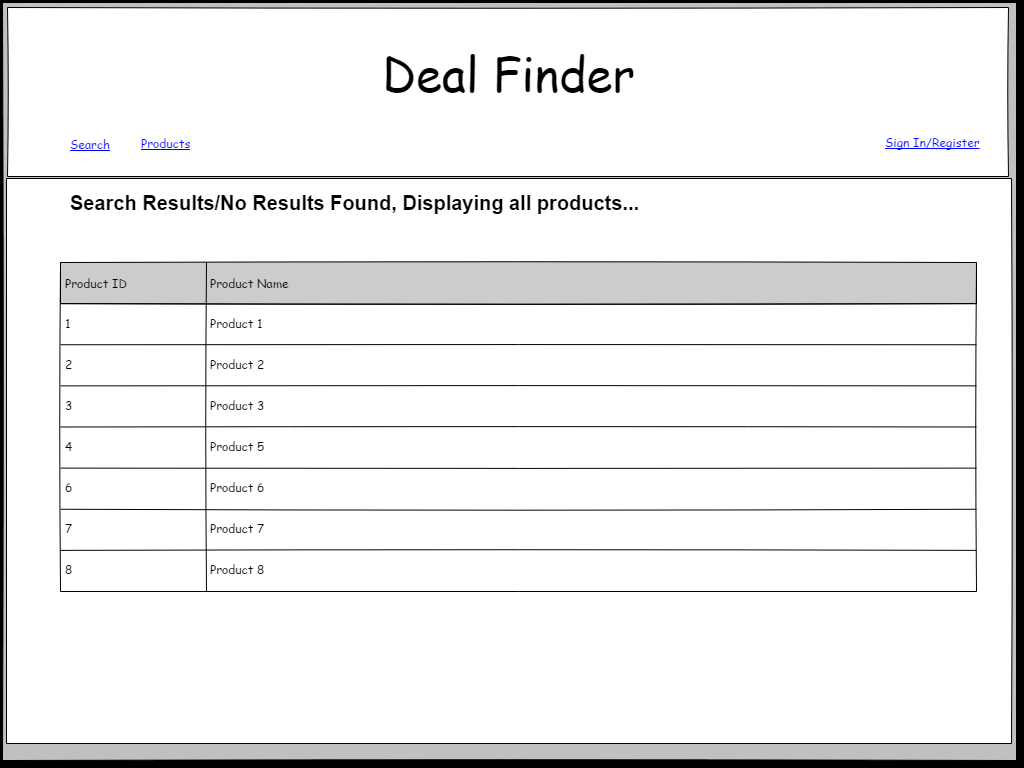 Deal Finder
Search Products Sign In/Register
Search Results/No Results Found, Displaying all products...
Product ID Product Name
1 Product 1
2 Product 2
3 Product 3
4 Product 5
6 Product 6
7 Product 7
8 Product 8